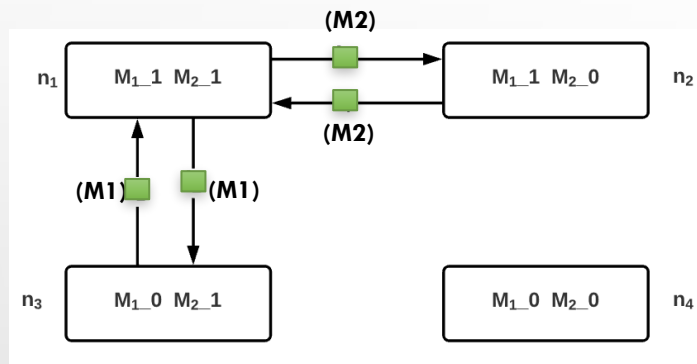 (M2)
n₁ M₁_1 M₂_1 M₁_1 M₂_0 n₂
(M2)
(M1) (M1)
n₃ M₁_0 M₂_1 M₁_0 M₂_0 n₄